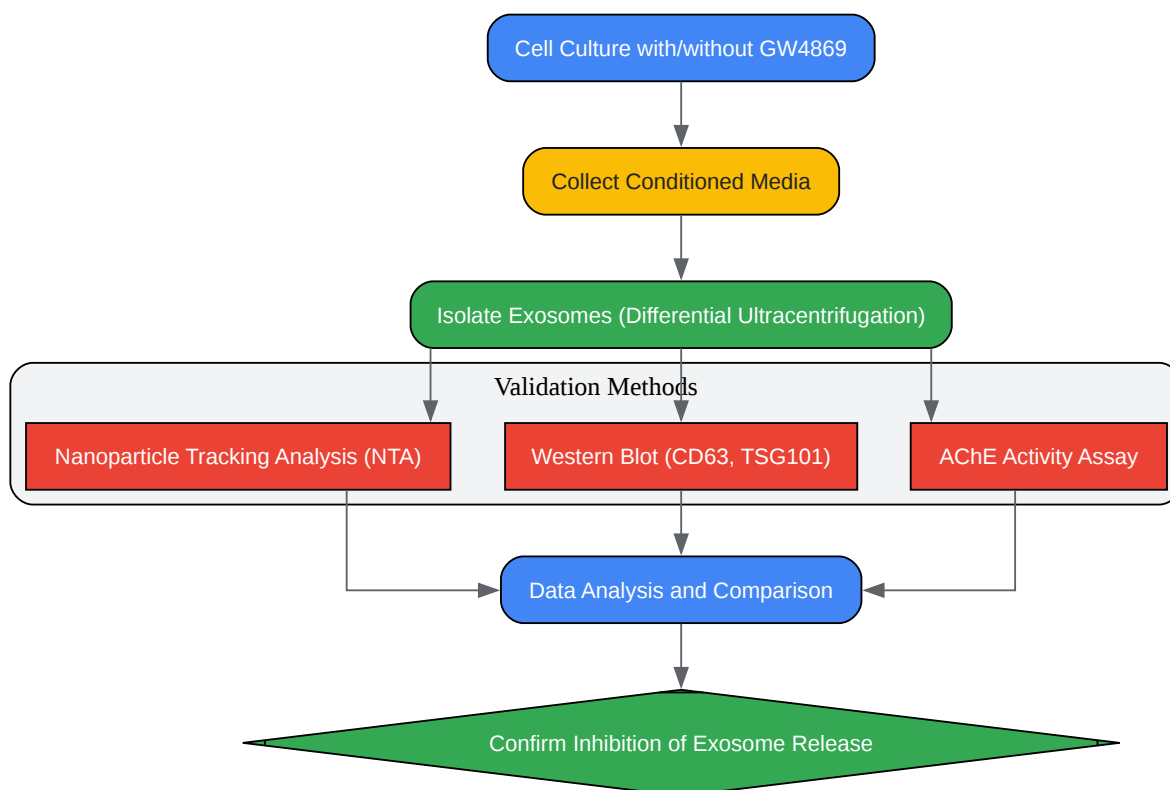 Cell Culture with/without GW4869
Collect Conditioned Media
Isolate Exosomes (Differential Ultracentrifugation)
Validation Methods
Nanoparticle Tracking Analysis (NTA)
Western Blot (CD63, TSG101)
AChE Activity Assay
Data Analysis and Comparison
Confirm Inhibition of Exosome Release